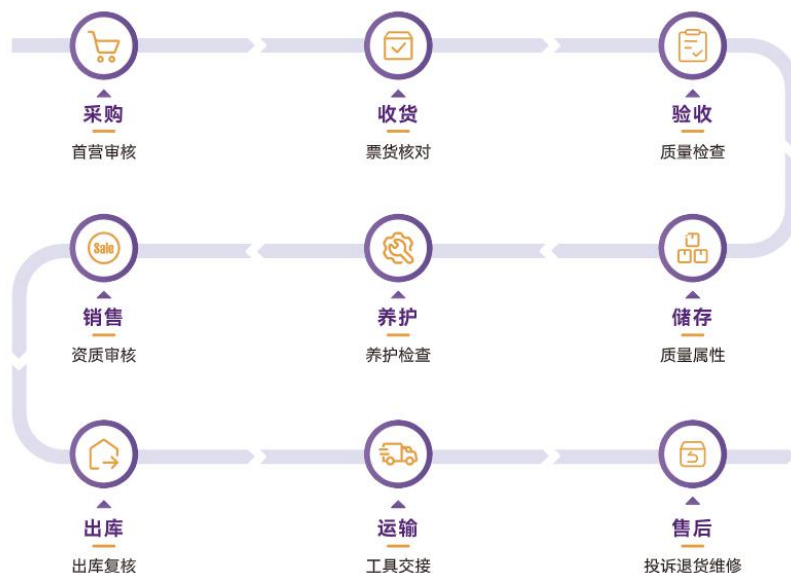 采购
首营审核
收货
票货核对
验收
质量检查
Sale
销售
资质审核
养护
养护检查
储存
质量属性
出库
出库复核
运输
工具交接
售后
投诉退货维修